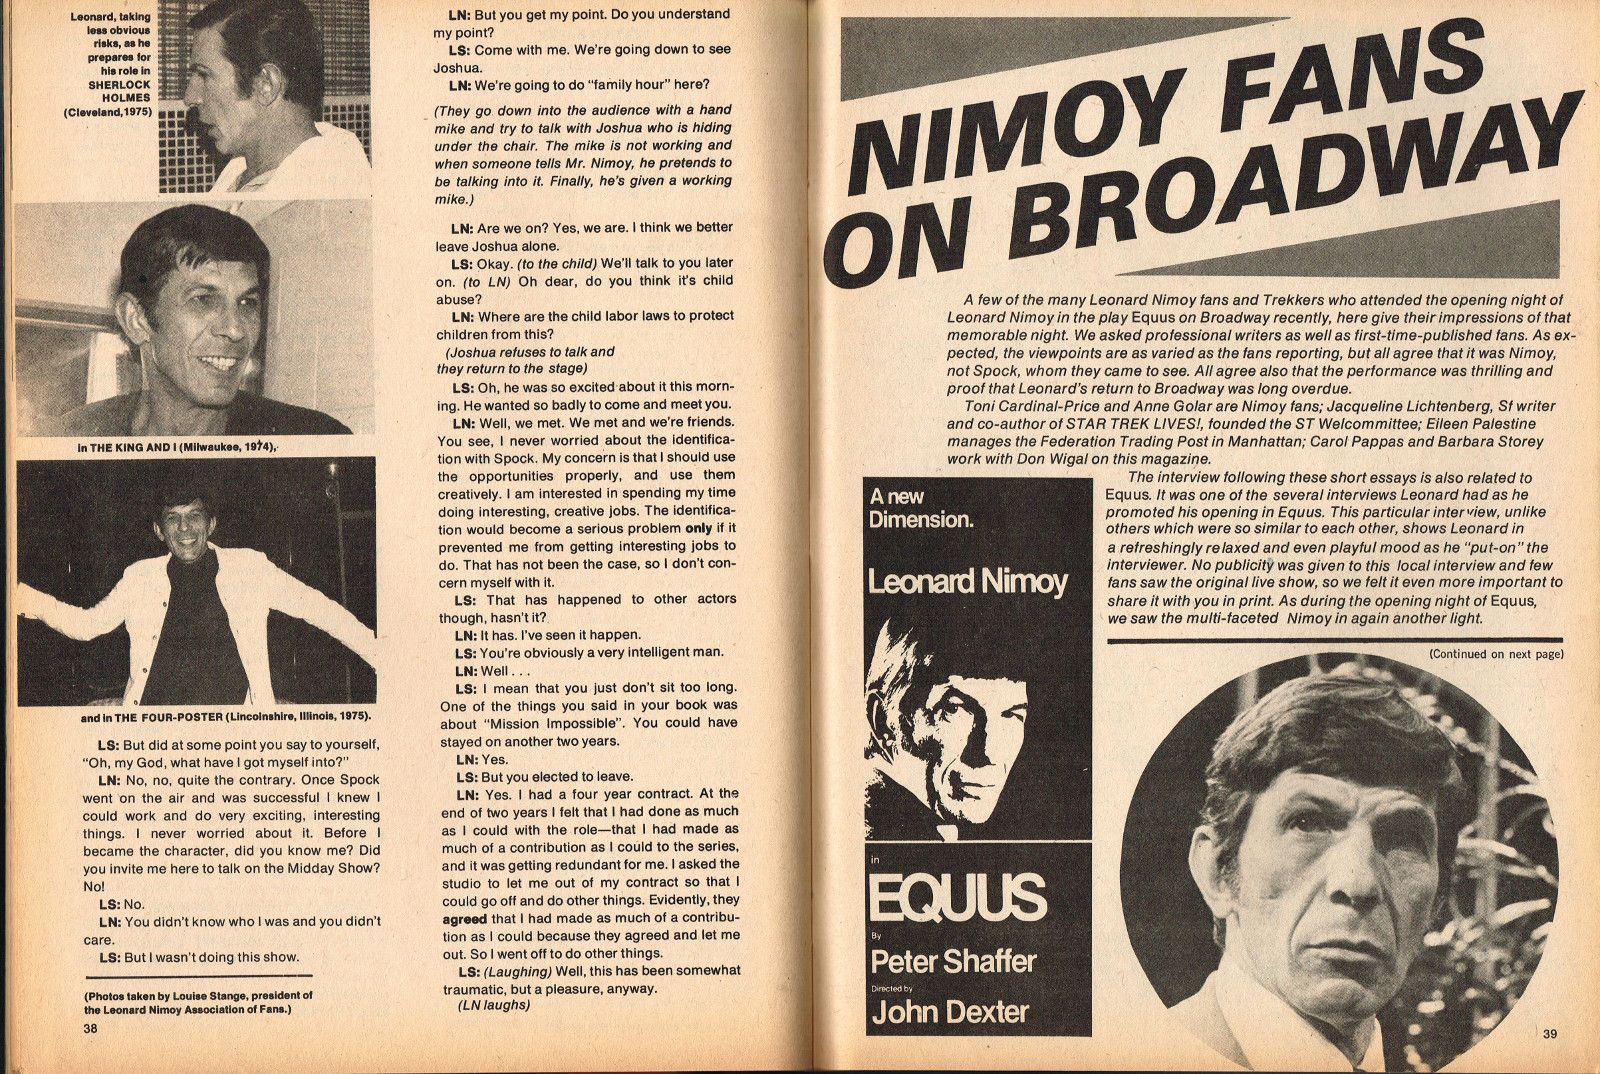 Leonard, taking
less obvious
risks, as he
prepares for
his role in
SHERLOCK
HOLMES
(Cleveland, 1975)
in THE KING AND I (Milwaukee, 1974),
and in THE FOUR-POSTER (Lincolnshire, Illinois, 1975).
LS: But did at some point you say to yourself,
"Oh, my God, what have I got myself into?"
LN: No, no, quite the contrary. Once Spock
went on the air and was successful I knew I
could work and do very exciting, interesting
things. I never worried about it. Before I
became the character, did you know me? Did
you invite me here to talk on the Midday Show?
No!
LS: No.
LN: You didn't know who I was and you didn't
care.
LS: But I wasn't doing this show.
(Photos taken by Louise Stange, president of
the Leonard Nimoy Association of Fans.)
38
LN: But you get my point. Do you understand
my point?
LS: Come with me. We're going down to see
Joshua.
LN: We're going to do "family hour" here?
(They go down into the audience with a hand
mike and try to talk with Joshua who is hiding
under the chair. The mike is not working and
when someone tells Mr. Nimoy, he pretends to
be talking into it. Finally, he's given a working
mike.)
LN: Are we on? Yes, we are. I think we better
leave Joshua alone.
LS: Okay. (to the child) We'll talk to you later
on. (to LN) Oh dear, do you think it's child
abuse?
LN: Where are the child labor laws to protect
children from this?
(Joshua refuses to talk and
they return to the stage)
LS: Oh, he was so excited about it this morn-
ing. He wanted so badly to come and meet you.
LN: Well, we met. We met and we're friends.
You see, I never worried about the identifica-
tion with Spock. My concern is that I should use
the opportunities properly, and use them
creatively. I am interested in spending my time
doing interesting, creative jobs. The identifica-
tion would become a serious problem only if it
prevented me from getting interesting jobs to
do. That has not been the case, so I don't con-
cern myself with it.
LS: That has happened to other actors
though, hasn't it?
LN: It has. I've seen it happen.
LS: You're obviously a very intelligent man.
LN: Well . . .
LS: I mean that you just don't sit too long.
One of the things you said in your book was
about "Mission Impossible". You could have
stayed on another two years.
LN: Yes.
LS: But you elected to leave.
LN: Yes. I had a four year contract. At the
end of two years I felt that I had done as much
as I could with the role—that I had made as
much of a contribution as I could to the series,
and it was getting redundant for me. I asked the
studio to let me out of my contract so that I
could go off and do other things. Evidently, they
agreed that I had made as much of a contribu-
tion as I could because they agreed and let me
out. So I went off to do other things.
LS: (Laughing) Well, this has been somewhat
traumatic, but a pleasure, anyway.
(LN laughs)
NIMOY FANS
ON BROADWAY
A few of the many Leonard Nimoy fans and Trekkers who attended the opening night of
Leonard Nimoy in the play Equus on Broadway recently, here give their impressions of that
memorable night. We asked professional writers as well as first-time-published fans. As ex-
pected, the viewpoints are as varied as the fans reporting, but all agree that it was Nimoy,
not Spock, whom they came to see. All agree also that the performance was thrilling and
proof that Leonard's return to Broadway was long overdue.
Toni Cardinal-Price and Anne Golar are Nimoy fans; Jacqueline Lichtenberg, Sf writer
and co-author of STAR TREK LIVES!, founded the ST Welcommittee; Eileen Palestine
manages the Federation Trading Post in Manhattan; Carol Pappas and Barbara Storey
work with Don Wigal on this magazine.
The interview following these short essays is also related to
Equus. It was one of the several interviews Leonard had as he
promoted his opening in Equus. This particular interview, unlike
others which were so similar to each other, shows Leonard in
a refreshingly relaxed and even playful mood as he "put-on" the
interviewer. No publicity was given to this local interview and few
fans saw the original live show, so we felt it even more important to
share it with you in print. As during the opening night of Equus,
we saw the multi-faceted Nimoy in again another light.
(Continued on next page)
A new
Dimension.
Leonard Nimoy
in
EQUUS
By
Peter Shaffer
Directed by
John Dexter
39